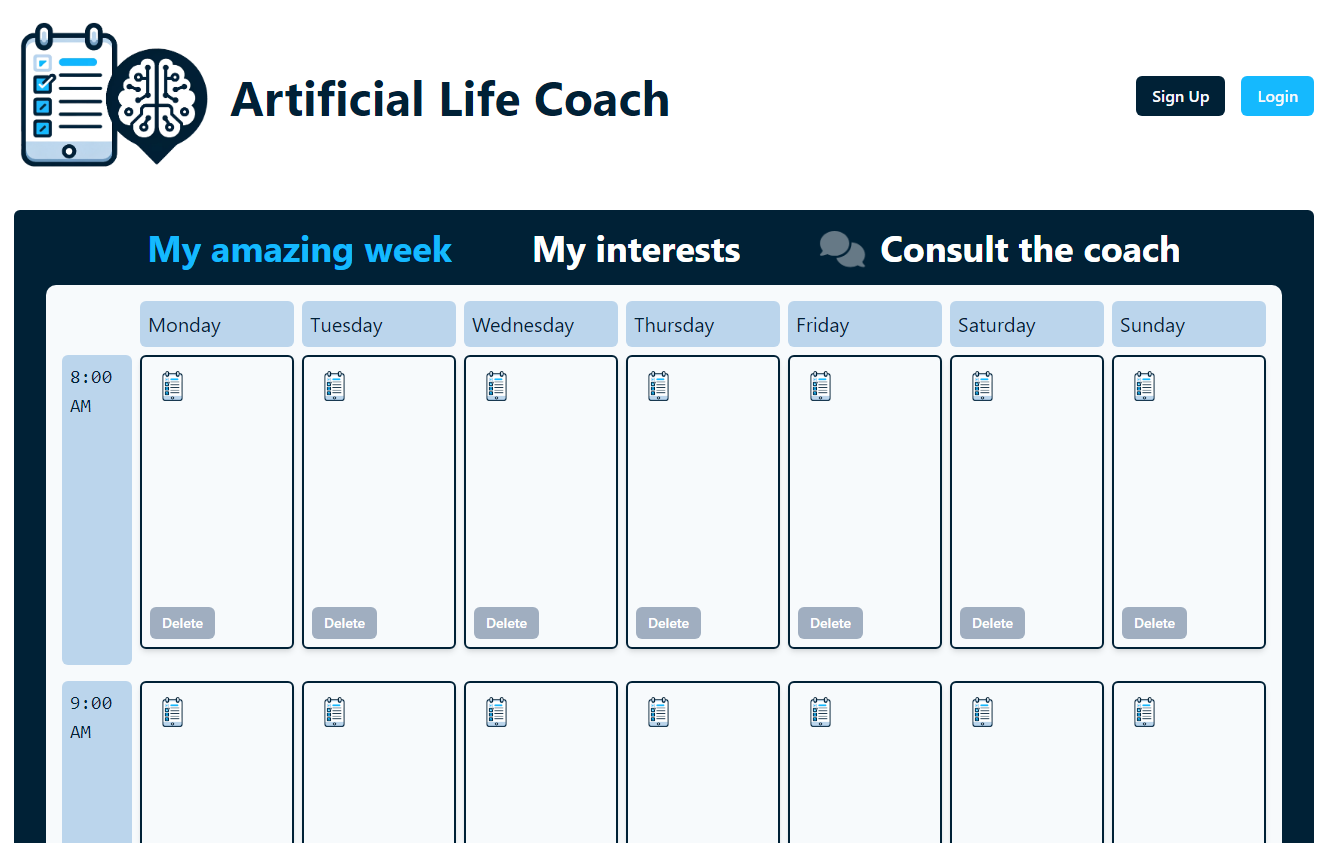 Artificial Life Coach
Sign Up
Login
My amazing week
My interests
Consult the coach
Monday
Tuesday
Wednesday
Thursday
Friday
Saturday
Sunday
8:00
AM
Delete
Delete
Delete
Delete
Delete
Delete
Delete
9:00
AM